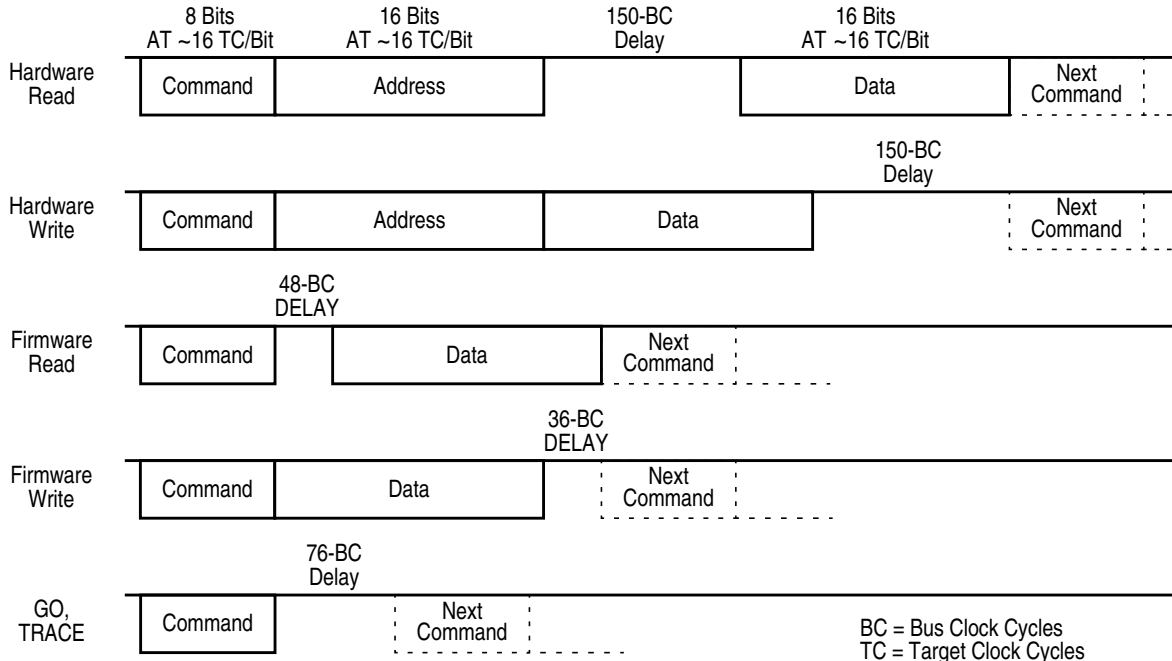 8 Bits
AT ~16 TC/Bit
16 Bits
AT ~16 TC/Bit
150-BC
Delay
16 Bits
AT ~16 TC/Bit
Hardware
Read
Command
Address
Data
Next
Command
150-BC
Delay
Hardware
Write
Command
Address
Data
Next
Command
48-BC
DELAY
Firmware
Read
Command
Data
Next
Command
36-BC
DELAY
Firmware
Write
Command
Data
Next
Command
76-BC
Delay
GO,
TRACE
Command
Next
Command
BC = Bus Clock Cycles
TC = Target Clock Cycles